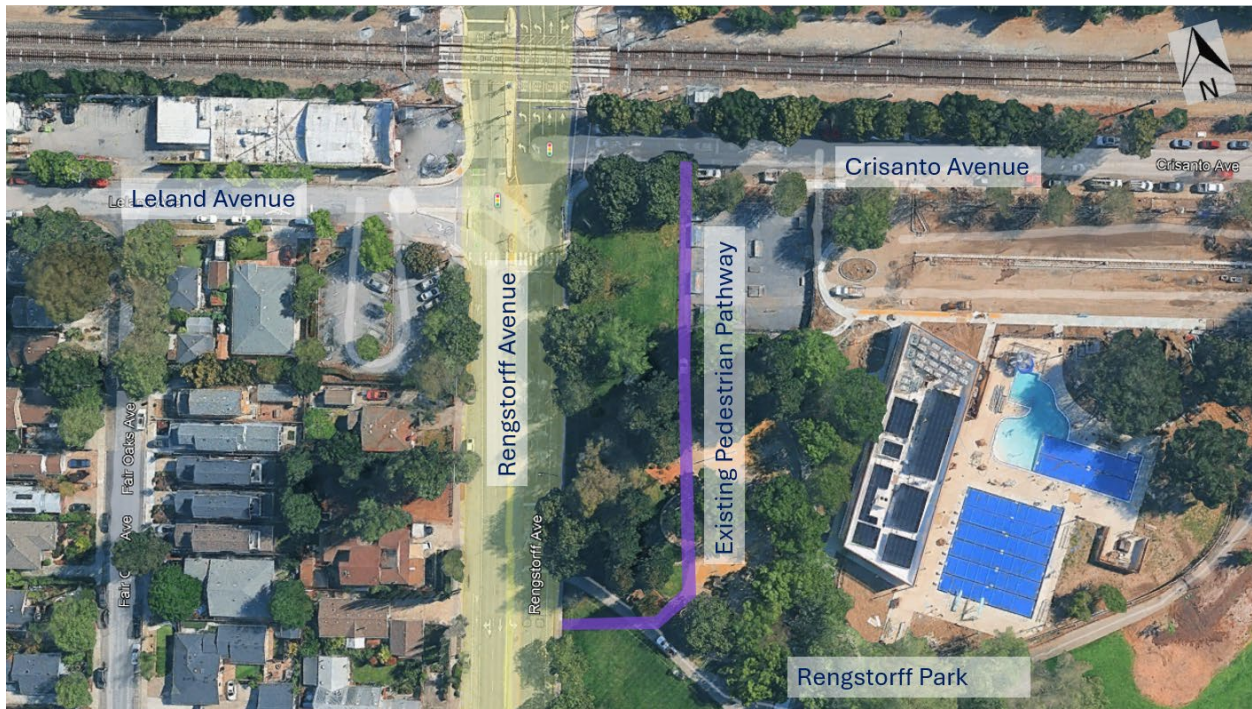 N
Crisanto Avenue
Crisanto Ave
Leland Avenue
Rengstorff Avenue
Existing Pedestrian Pathway
Fair Oaks Ave
Rengstorff Ave
Rengstorff Park